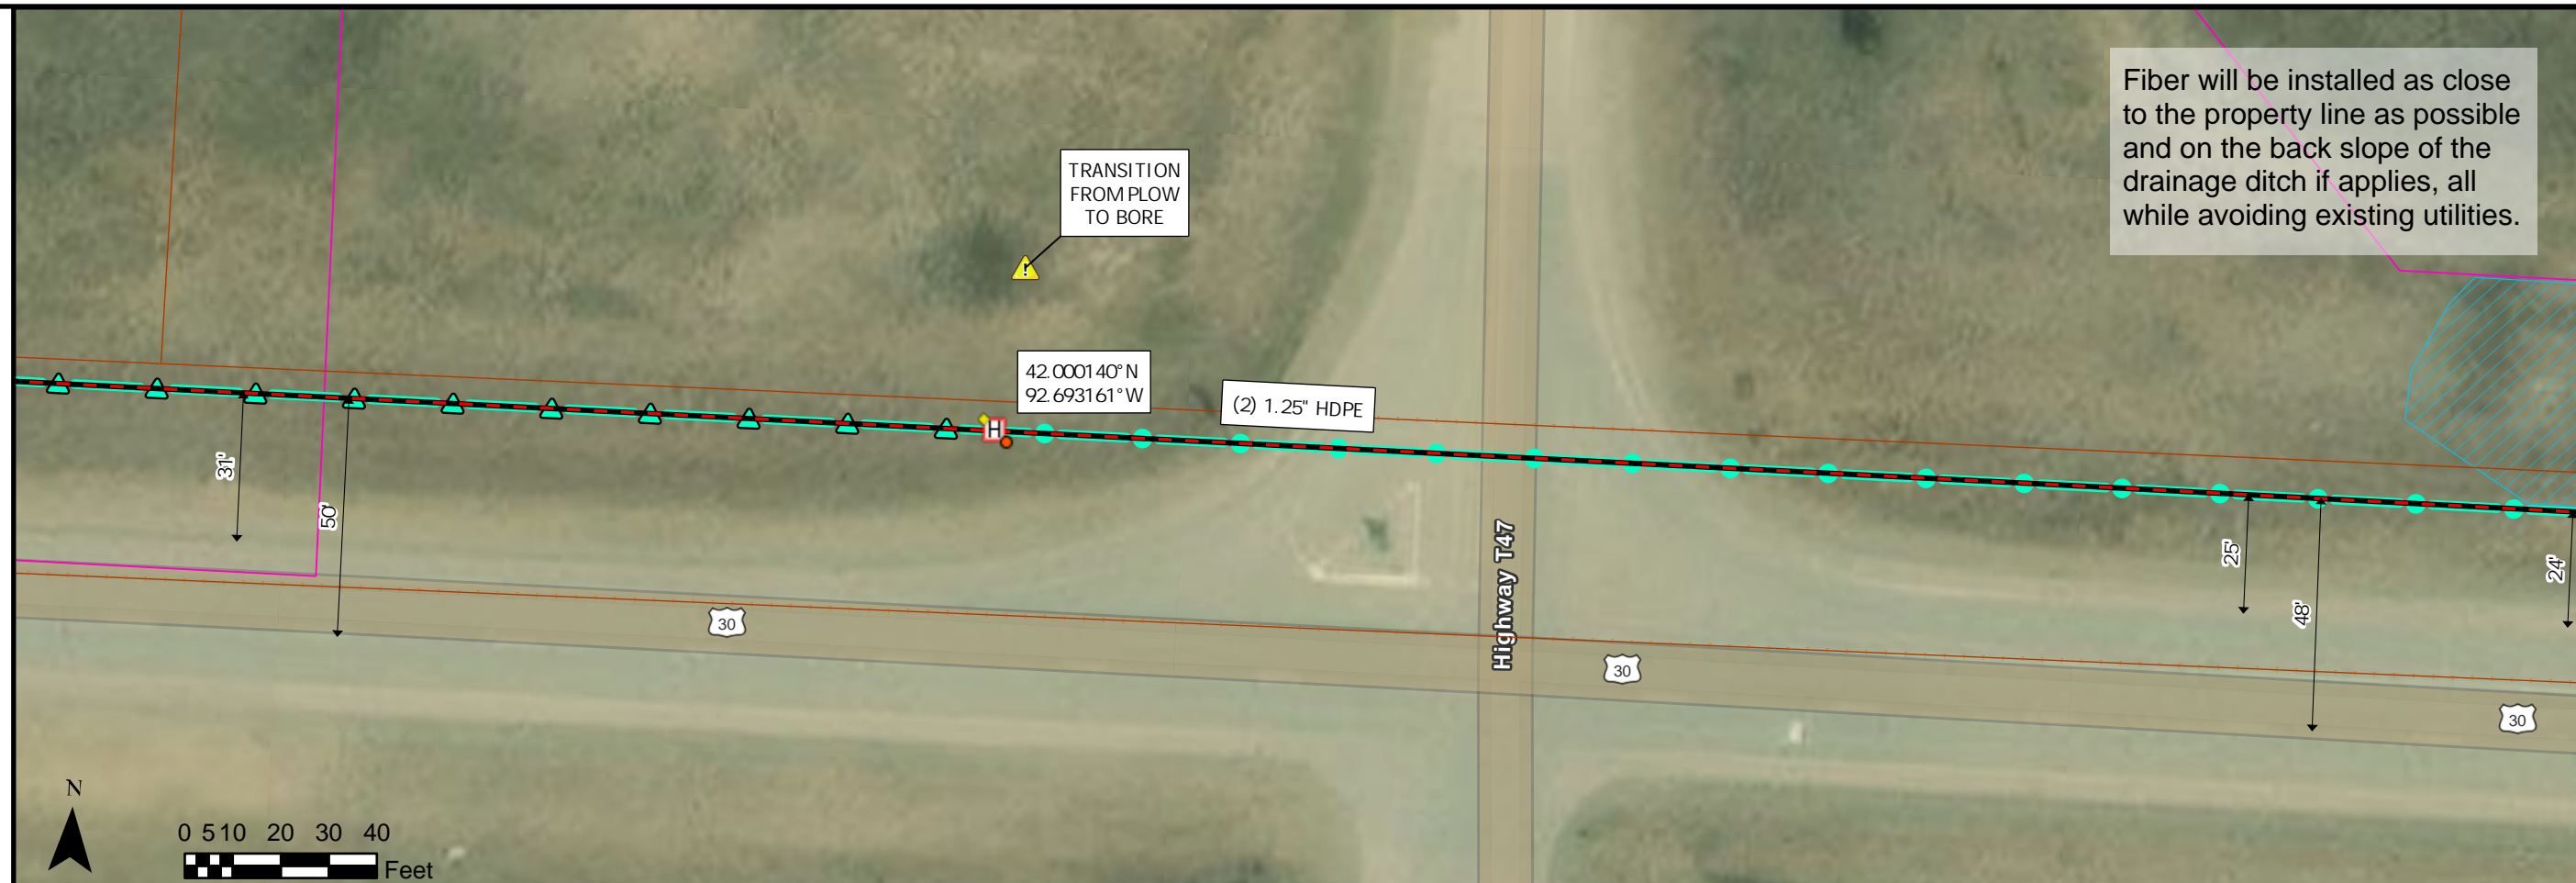 Fiber will be installed as close
to the property line as possible
and on the back slope of the
drainage ditch if applies, all
while avoiding existing utilities.
TRANSITION
FROM PLOW
TO BORE
42.000140°N
92.693161°W
(2) 1.25" HDPE
H
31'
50'
25'
48'
24'
Highway T47
30
30
30
N
0 5 10 20 30 40
Feet